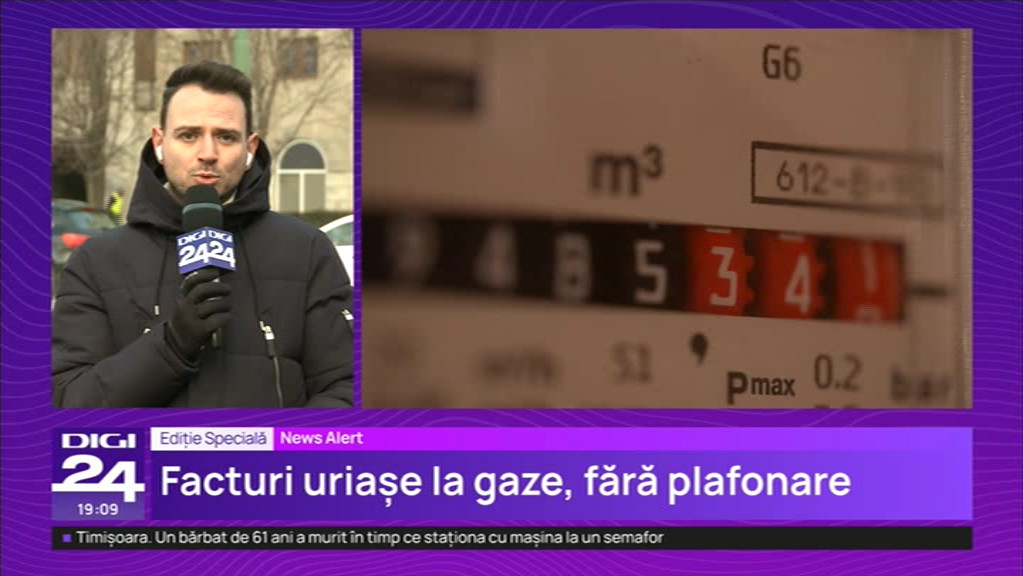 G6
m³
5 3 4
Pmax 0.2
DIGI DIGI
24 24
DIGI
24
19:09
Ediție Specială
News Alert
Facturi uriașe la gaze, fără plafonare
Timișoara. Un bărbat de 61 ani a murit în timp ce staționa cu mașina la un semafor